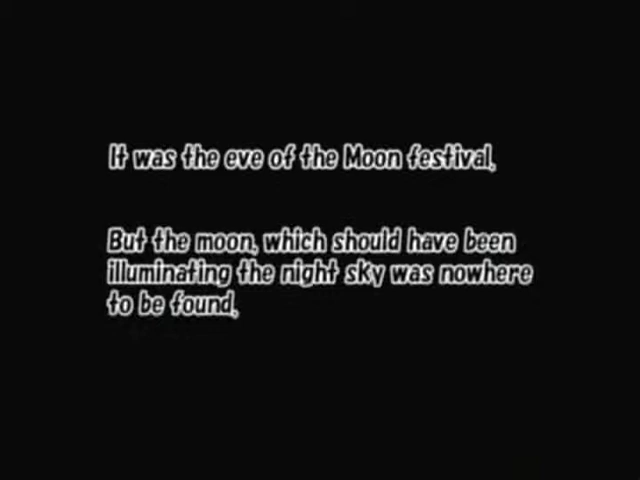 It was the eve of the Moon festival.
But the moon, which should have been
illuminating the night sky was nowhere
to be found.